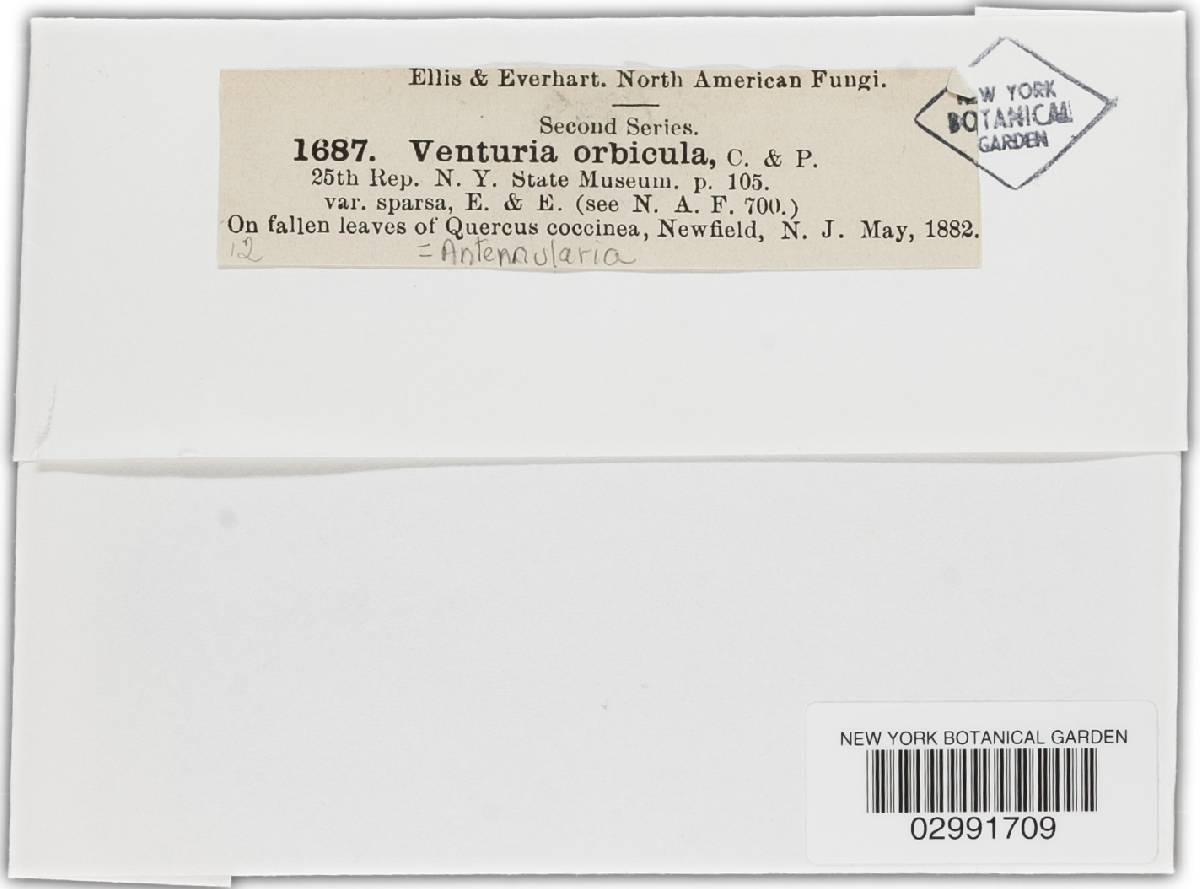 Ellis & Everhart. North American Fungi.
Second Series.
1687. Venturia orbicula, C. & P.
25th Rep. N. Y. State Museum. p. 105.
var. sparsa, E. & E. (see N. A. F. 700.)
On fallen leaves of Quercus coccinea, Newfield, N. J. May, 1882.
12
= Antennularia
NEW YORK
BOTANICAL
GARDEN
NEW YORK BOTANICAL GARDEN
02991709